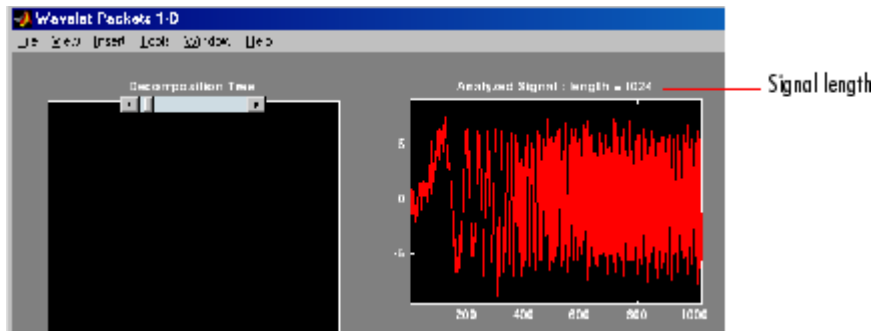 Wavelet Packets 1-D
File View Insert Tools Window Help
Decomposition Tree
Analyzed Signal : length = 1024
Signal length
5
0
-5
200 400 600 800 1000